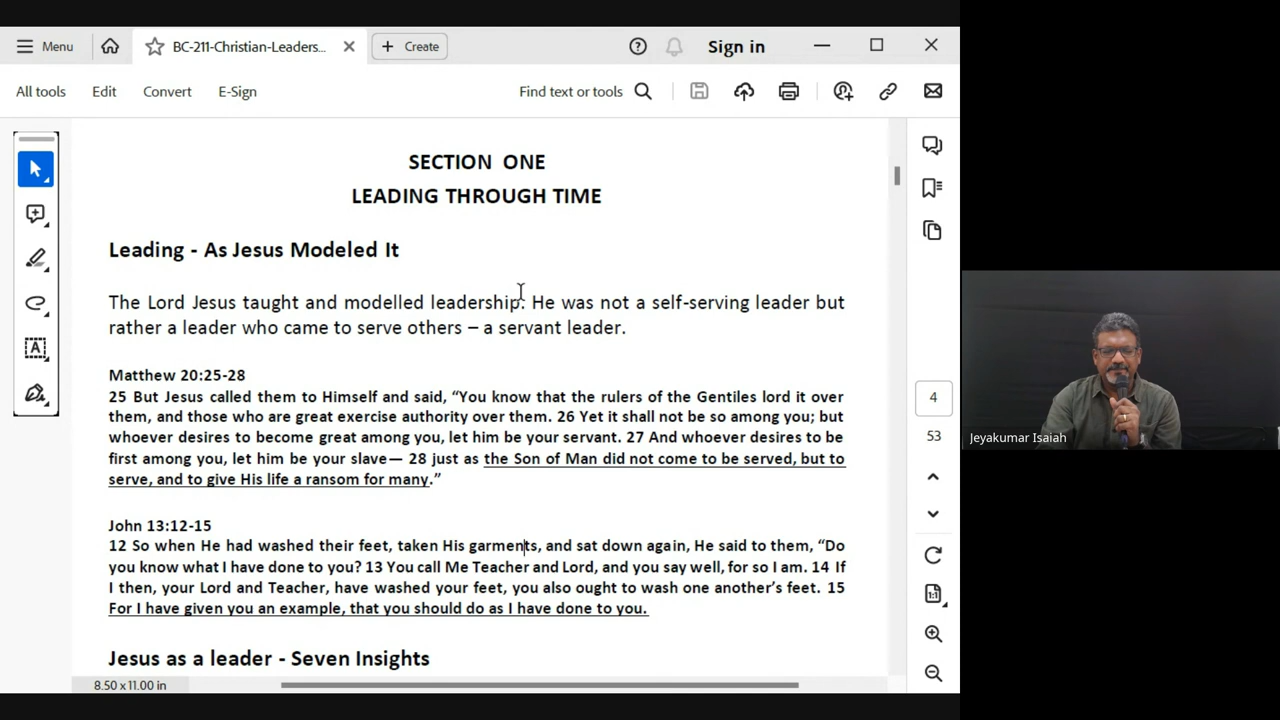 Menu
BC-211-Christian-Leaders...
Create
Sign in
All tools
Edit
Convert
E-Sign
Find text or tools
SECTION ONE
LEADING THROUGH TIME
Leading - As Jesus Modeled It
The Lord Jesus taught and modelled leadership. He was not a self-serving leader but
rather a leader who came to serve others – a servant leader.
Matthew 20:25-28
25 But Jesus called them to Himself and said, “You know that the rulers of the Gentiles lord it over
them, and those who are great exercise authority over them. 26 Yet it shall not be so among you; but
whoever desires to become great among you, let him be your servant. 27 And whoever desires to be
first among you, let him be your slave— 28 just as the Son of Man did not come to be served, but to
serve, and to give His life a ransom for many.”
John 13:12-15
12 So when He had washed their feet, taken His garments, and sat down again, He said to them, “Do
you know what I have done to you? 13 You call Me Teacher and Lord, and you say well, for so I am. 14 If
I then, your Lord and Teacher, have washed your feet, you also ought to wash one another’s feet. 15
For I have given you an example, that you should do as I have done to you.
Jesus as a leader - Seven Insights
8.50 x 11.00 in
4
53
1:1
Jeyakumar Isaiah